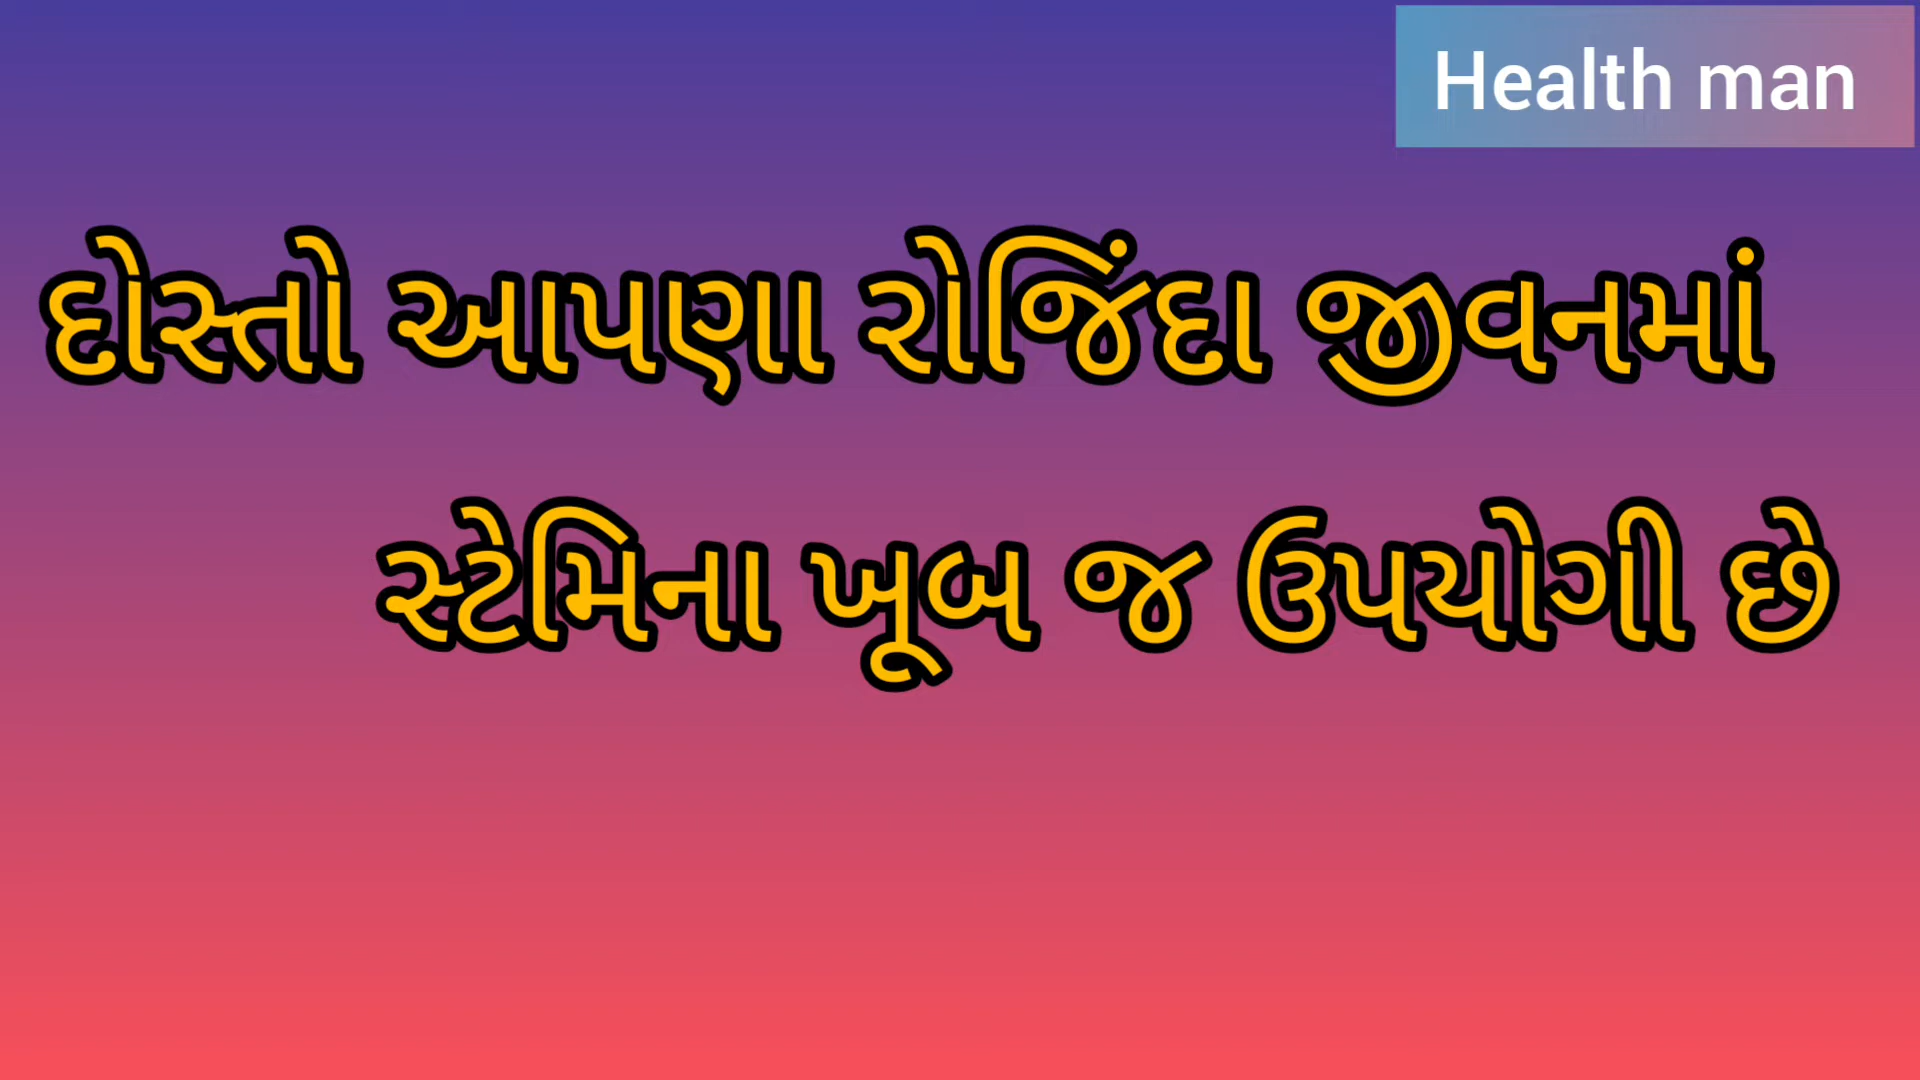 Health man
દોસ્તો આપણા રોજિંદા જીવનમાં
સ્ટેમિના ખૂબ જ ઉપયોગી છે